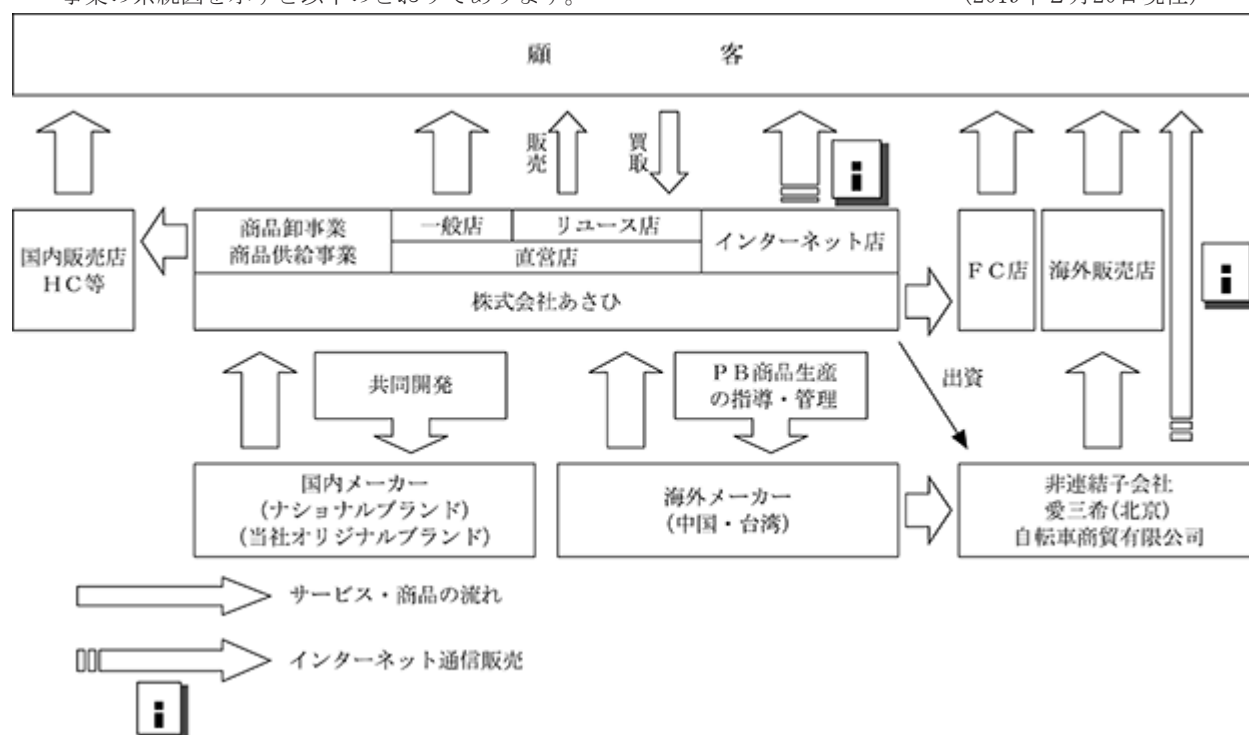 顧客
販売
買取
国内販売店
HC等
商品卸事業
商品供給事業
一般店
リユース店
直営店
インターネット店
株式会社あさひ
FC店
海外販売店
共同開発
PB商品生産
の指導・管理
出資
国内メーカー
(ナショナルブランド)
(当社オリジナルブランド)
海外メーカー
(中国・台湾)
非連結子会社
愛三希(北京)
自転車商貿有限公司
サービス・商品の流れ
インターネット通信販売